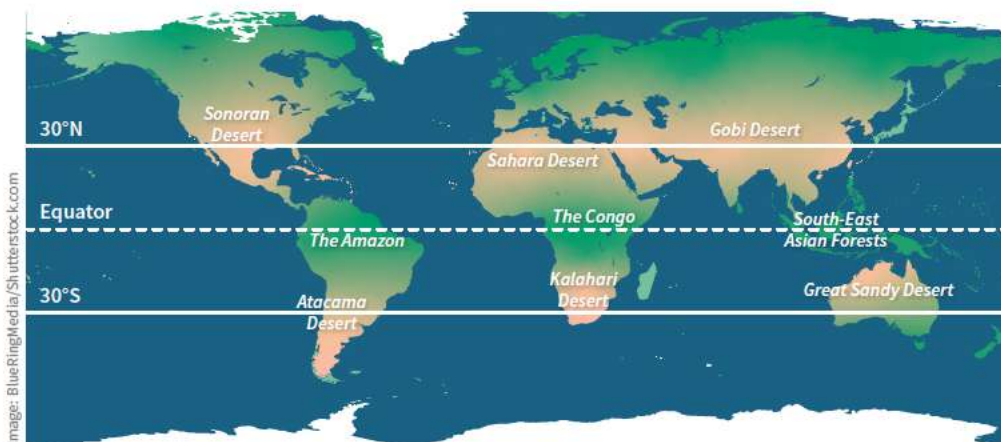 Sonoran
Desert
30°N
Gobi Desert
Sahara Desert
Equator
The Congo
South-East
The Amazon
Asian Forests
Kalahari
Desert
Great Sandy Desert
30°S
Atacama
Desert
mage: BlueRingMedia/Shutterstock.com